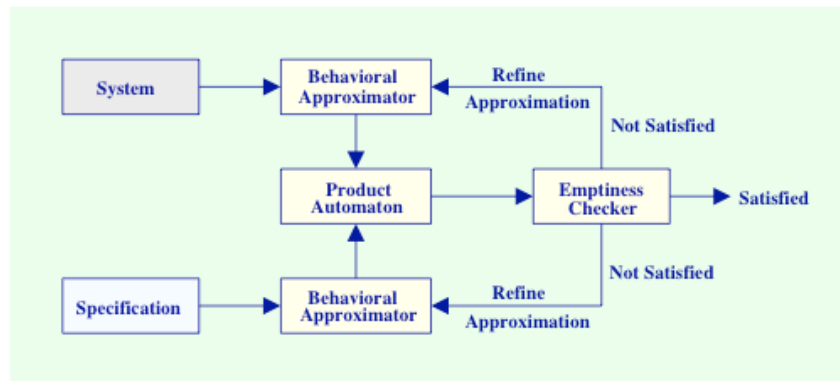 System
Behavioral
Approximator
Refine
Approximation
Not Satisfied
Product
Automaton
Emptiness
Checker
Satisfied
Not Satisfied
Specification
Behavioral
Approximator
Refine
Approximation